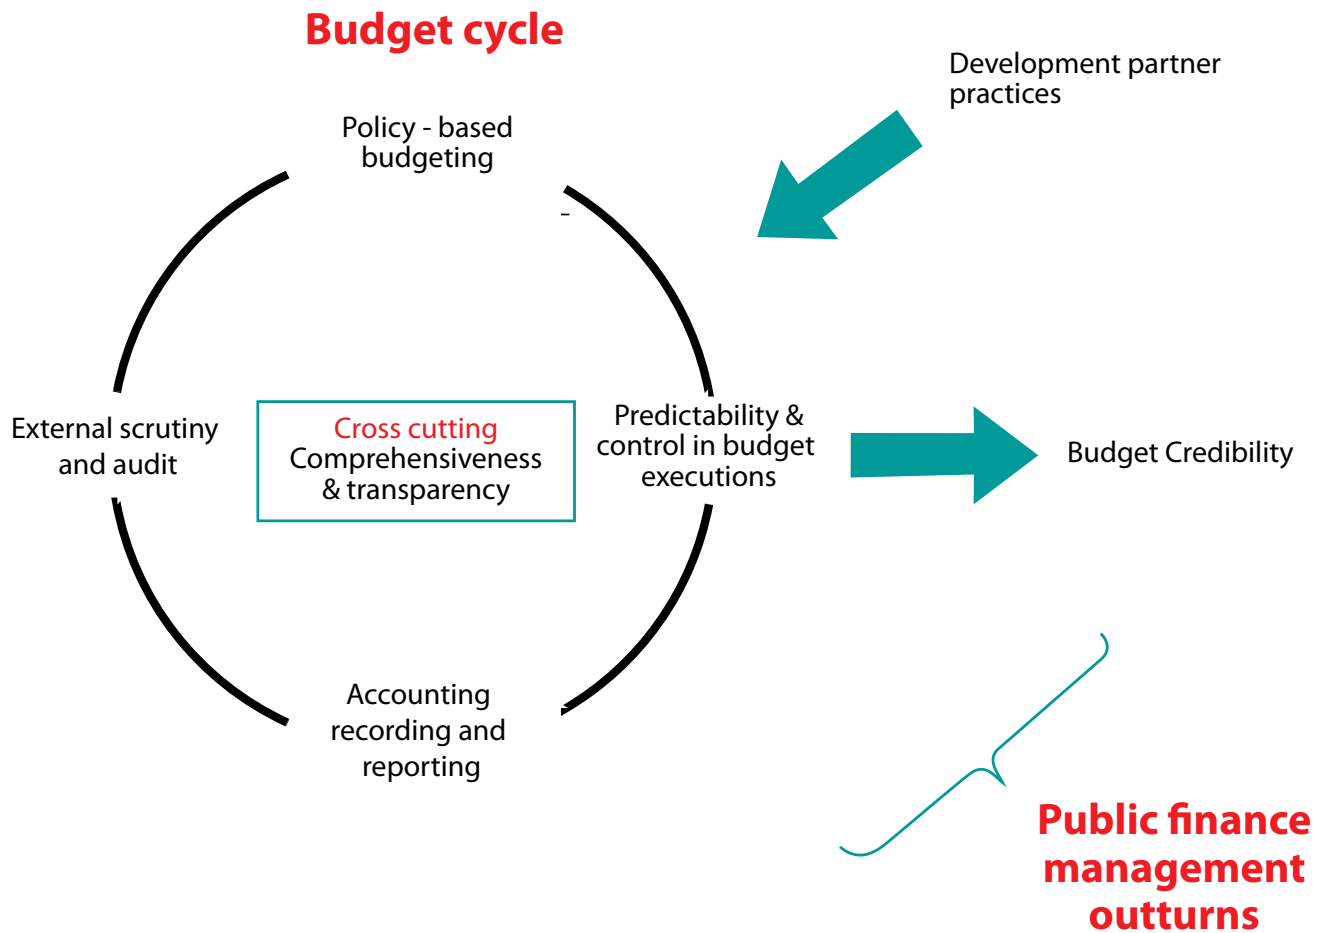 Budget cycle
Development partner
practices
Policy - based
budgeting
External scrutiny
and audit
Cross cutting
Comprehensiveness
& transparency
Predictability &
control in budget
executions
Budget Credibility
Accounting
recording and
reporting
Public finance
management
outturns